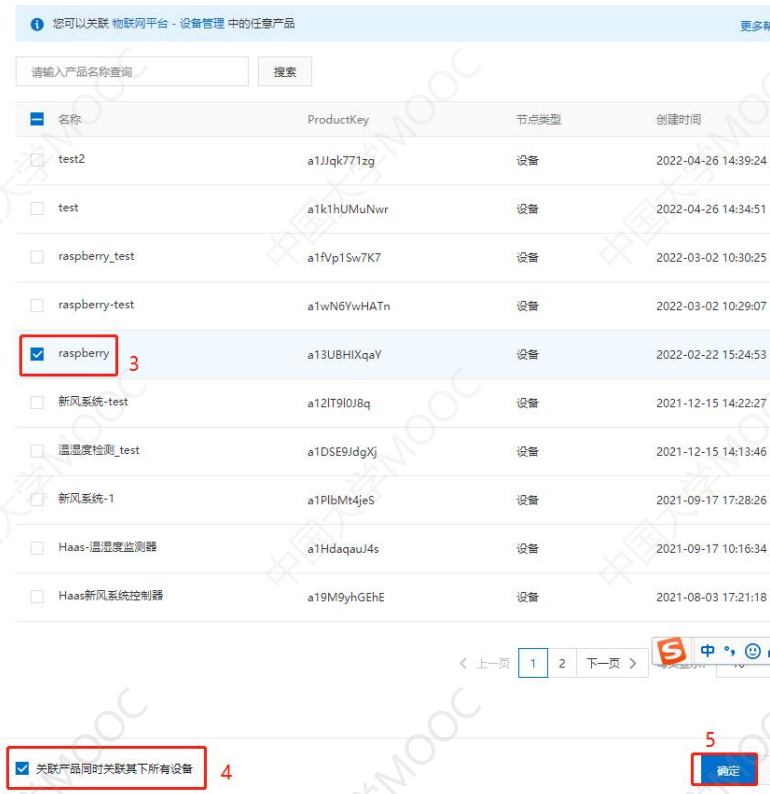 您可以关联 物联网平台 - 设备管理 中的任意产品 更多帮
请输入产品名称查询 搜索
名称 ProductKey 节点类型 创建时间
test2 a1JJqk771zg 设备 2022-04-26 14:39:24
test a1k1hUMuNwr 设备 2022-04-26 14:34:51
raspberry_test a1fVp1Sw7K7 设备 2022-03-02 10:30:25
raspberry-test a1wN6YwHATn 设备 2022-03-02 10:29:07
raspberry 3 a13UBHIXqaY 设备 2022-02-22 15:24:53
新风系统-test a12lT9l0J8q 设备 2021-12-15 14:22:27
温湿度检测_test a1DSE9JdgXj 设备 2021-12-15 14:13:46
新风系统-1 a1PlbMt4jeS 设备 2021-09-17 17:28:26
Haas-温湿度监测器 a1HdaqauJ4s 设备 2021-09-17 10:16:34
Haas新风系统控制器 a19M9yhGEhE 设备 2021-08-03 17:21:18
上一页 1 2 下一页 中
5
关联产品同时关联其下所有设备 4 确定
中国大学MOOC